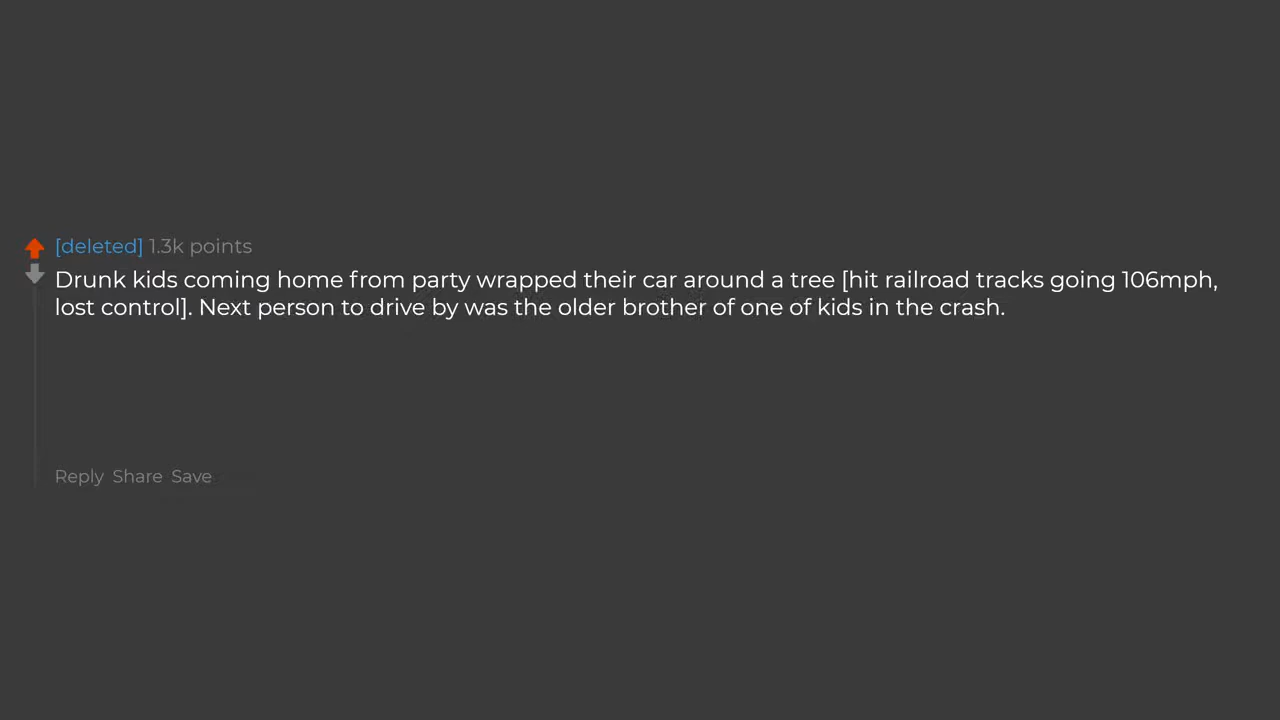 [deleted] 1.3k points
Drunk kids coming home from party wrapped their car around a tree [hit railroad tracks going 106mph,
lost control]. Next person to drive by was the older brother of one of kids in the crash.
Reply Share Save